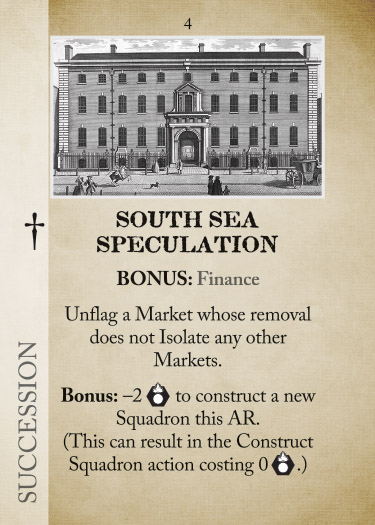 4
SOUTH SEA
SPECULATION
BONUS: Finance
Unflag a Market whose removal
does not Isolate any other
Markets.
Bonus: –2 to construct a new
Squadron this AR.
(This can result in the Construct
Squadron action costing 0 .)
SUCCESSION